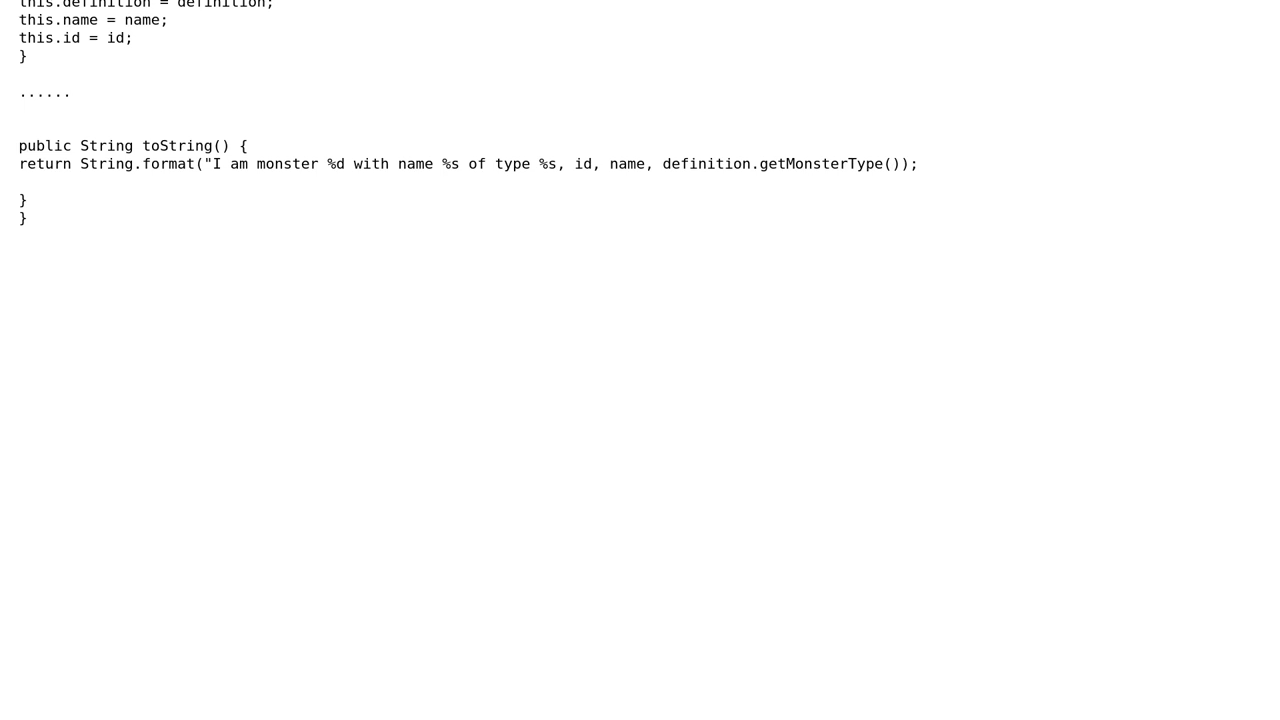 this.definition = definition;
this.name = name;
this.id = id;
}
......
public String toString() {
return String.format("I am monster %d with name %s of type %s, id, name, definition.getMonsterType());
}
}